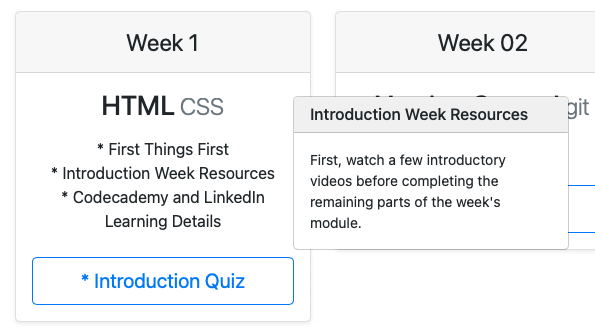 Week 1
HTML CSS
* First Things First
* Introduction Week Resources
* Codecademy and LinkedIn
Learning Details
* Introduction Quiz
Week 02
git
Introduction Week Resources
First, watch a few introductory
videos before completing the
remaining parts of the week's
module.